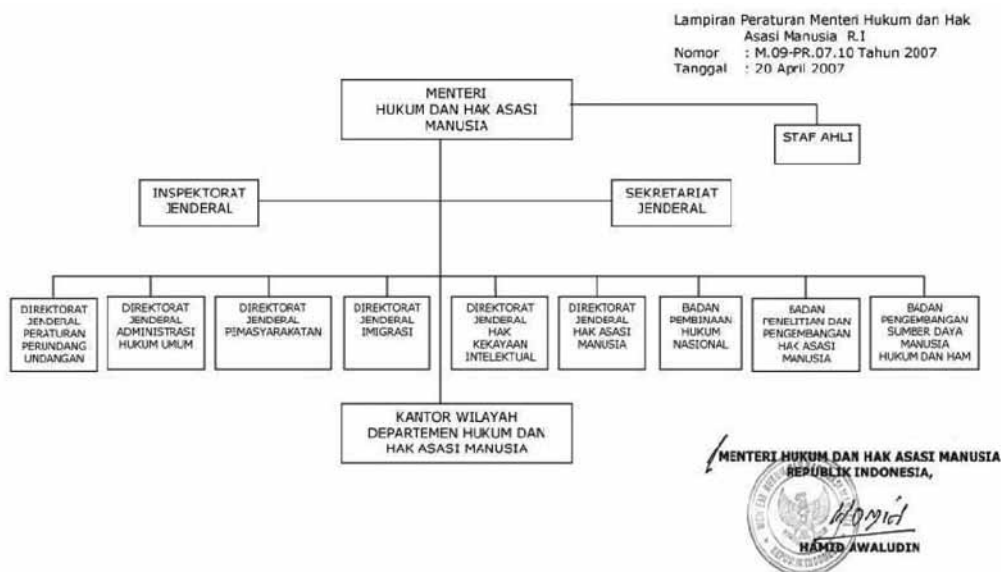 Lampiran Peraturan Menteri Hukum dan Hak
Asasi Manusia R.I
Nomor : M.09-PR.07.10 Tahun 2007
Tanggal : 20 April 2007
MENTERI
HUKUM DAN HAK ASASI
MANUSIA
STAF AHLI
INSPEKTORAT
JENDERAL
SEKRETARIAT
JENDERAL
DIREKTORAT
JENDERAL
PERATURAN
PERUNDANG
UNDANGAN
DIREKTORAT
JENDERAL
ADMINISTRASI
HUKUM UMUM
DIREKTORAT
JENDERAL
PEMASYARAKATAN
DIREKTORAT
JENDERAL
IMIGRASI
DIREKTORAT
JENDERAL
HAK
KEKAYAAN
INTELEKTUAL
DIREKTORAT
JENDERAL
HAK ASASI
MANUSIA
BADAN
PEMBINAAN
HUKUM
NASIONAL
BADAN
PENELITIAN DAN
PENGEMBANGAN
HAK ASASI
MANUSIA
BADAN
PENGEMBANGAN
SUMBER DAYA
MANUSIA
HUKUM DAN HAM
KANTOR WILAYAH
DEPARTEMEN HUKUM DAN
HAK ASASI MANUSIA
MENTERI HUKUM DAN HAK ASASI MANUSIA
REPUBLIK INDONESIA,
HAMID AWALUDIN